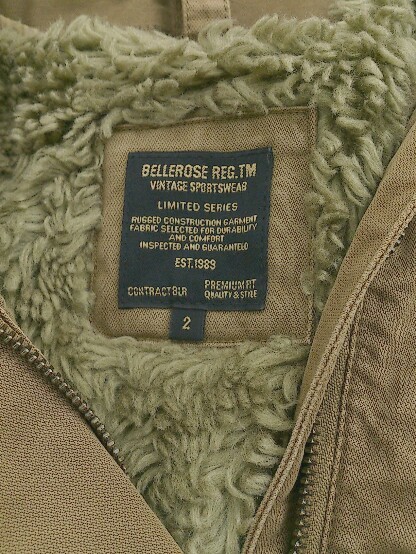 BELLEROSE REG.TM
VINTAGE SPORTSWEAR
LIMITED SERIES
RUGGED CONSTRUCTION GARMENT
FABRIC SELECTED FOR DURABILITY
AND COMFORT
INSPECTED AND GUARANTEED
EST.1989
CONTRACT BLR
PREMIUM FIT
QUALITY & STYLE
2